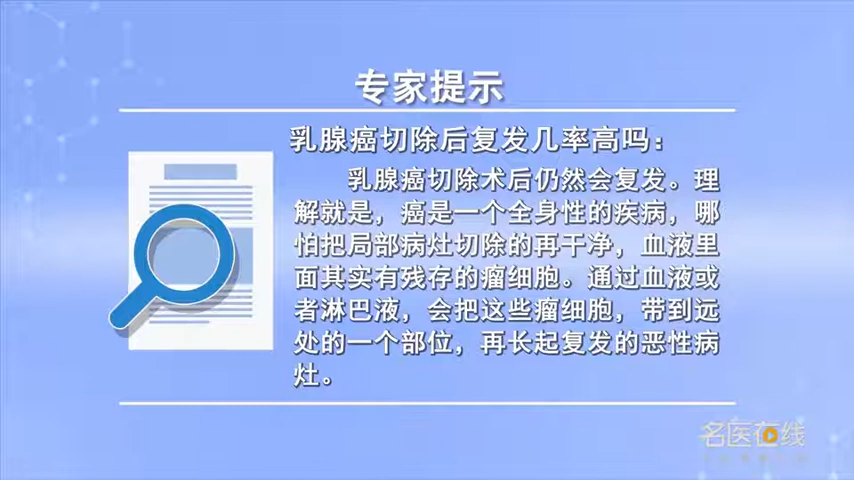 专家提示
乳腺癌切除后复发几率高吗：
乳腺癌切除术后仍然会复发。理
解就是，癌是一个全身性的疾病，哪
怕把局部病灶切除的再干净，血液里
面其实有残存的瘤细胞。通过血液或
者淋巴液，会把这些瘤细胞，带到远
处的一个部位，再长起复发的恶性病
灶。
名医在线